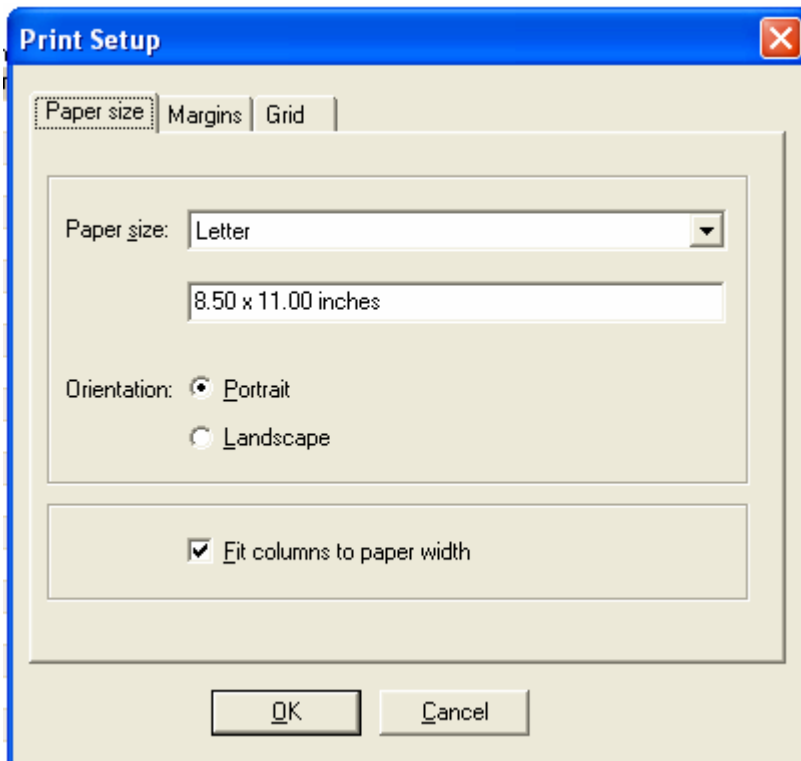 Print Setup
Paper size Margins Grid
Paper size: Letter
8.50 x 11.00 inches
Orientation: Portrait
Landscape
Fit columns to paper width
OK Cancel